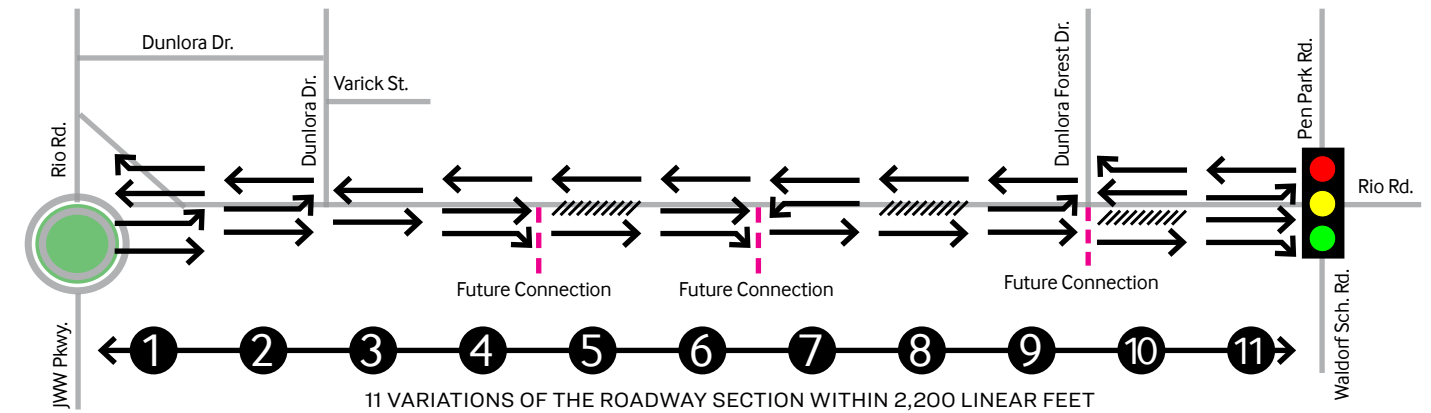 Dunlora Dr.
Varick St.
Dunlora Dr.
Rio Rd.
Dunlora Forest Dr.
Pen Park Rd.
Rio Rd.
Future Connection
Future Connection
Future Connection
JWW Pkwy.
Waldorf Sch. Rd.
1 2 3 4 5 6 7 8 9 10 11
11 VARIATIONS OF THE ROADWAY SECTION WITHIN 2,200 LINEAR FEET